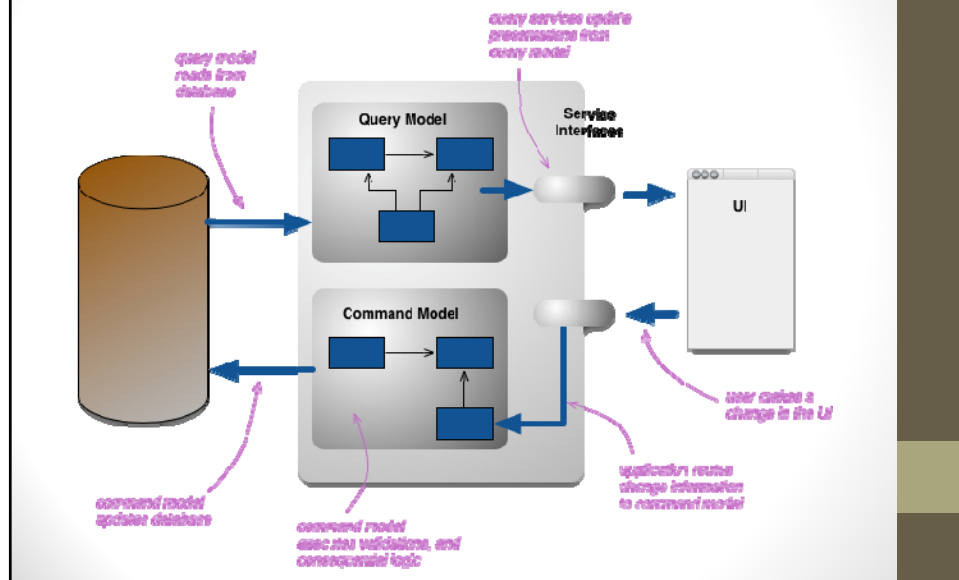 query services update
presentations from
query model
query model
reads from
database
Query Model
Service
Interfaces
UI
Command Model
user makes a
change in the UI
application routes
change information
to command model
command model
updates database
command model
executes validations, and
consequential logic